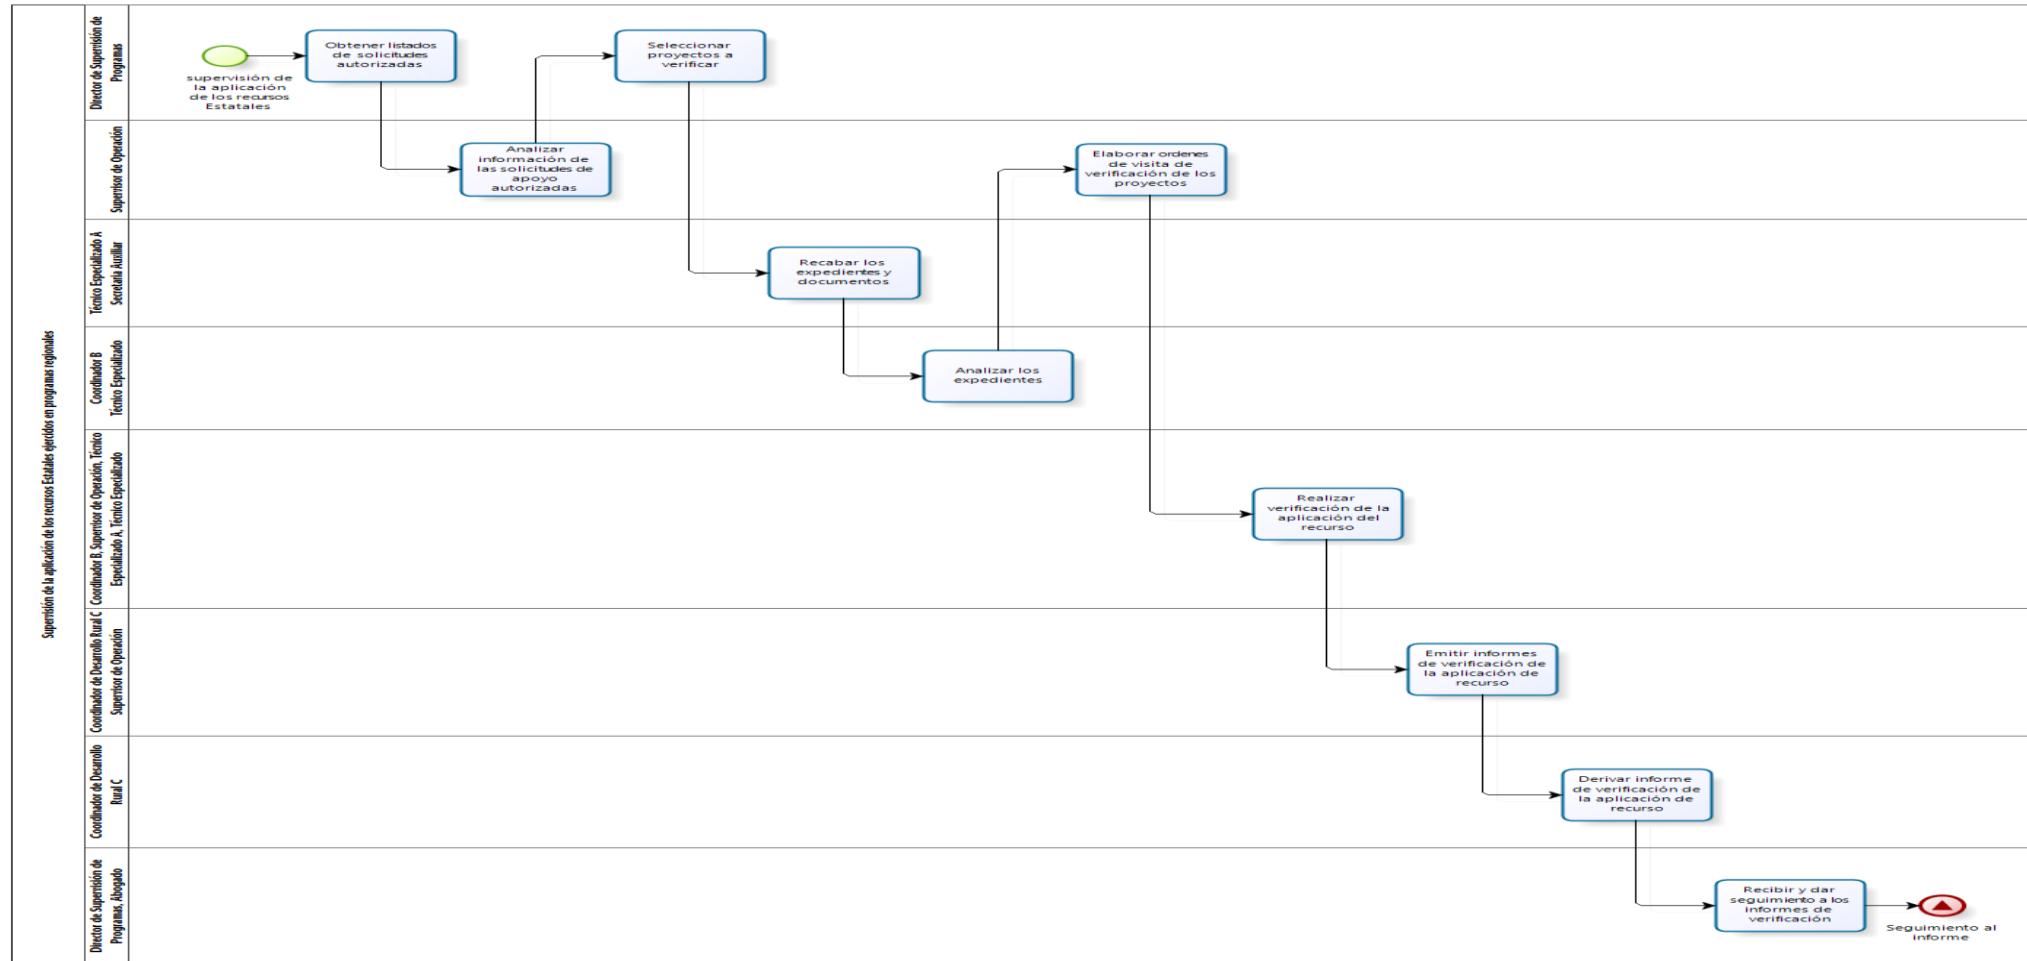 Supervisión de la aplicación de los recursos Estatales ejercidos en programas regionales
Director de Supervisión de
Programas
supervisión de
la aplicación
de los recursos
Estatales
Obtener listados
de solicitudes
autorizadas
Seleccionar
proyectos a
verificar
Supervisor de Operación
Analizar
información de
las solicitudes de
apoyo
autorizadas
Elaborar ordenes
de visita de
verificación de los
proyectos
Técnico Especializado A
Secretaria Auxiliar
Recabar los
expedientes y
documentos
Coordinador B
Técnico Especializado
Analizar los
expedientes
Coordinador B, Supervisor de Operación, Técnico
Especializado A, Técnico Especializado
Realizar
verificación de la
aplicación del
recurso
Coordinador de Desarrollo Rural C
Supervisor de Operación
Emitir informes
de verificación de
la aplicación de
recurso
Coordinador de Desarrollo
Rural C
Derivar informe
de verificación de
la aplicación de
recurso
Director de Supervisión de
Programas, Abogado
Recibir y dar
seguimiento a los
informes de
verificación
Seguimiento al
informe